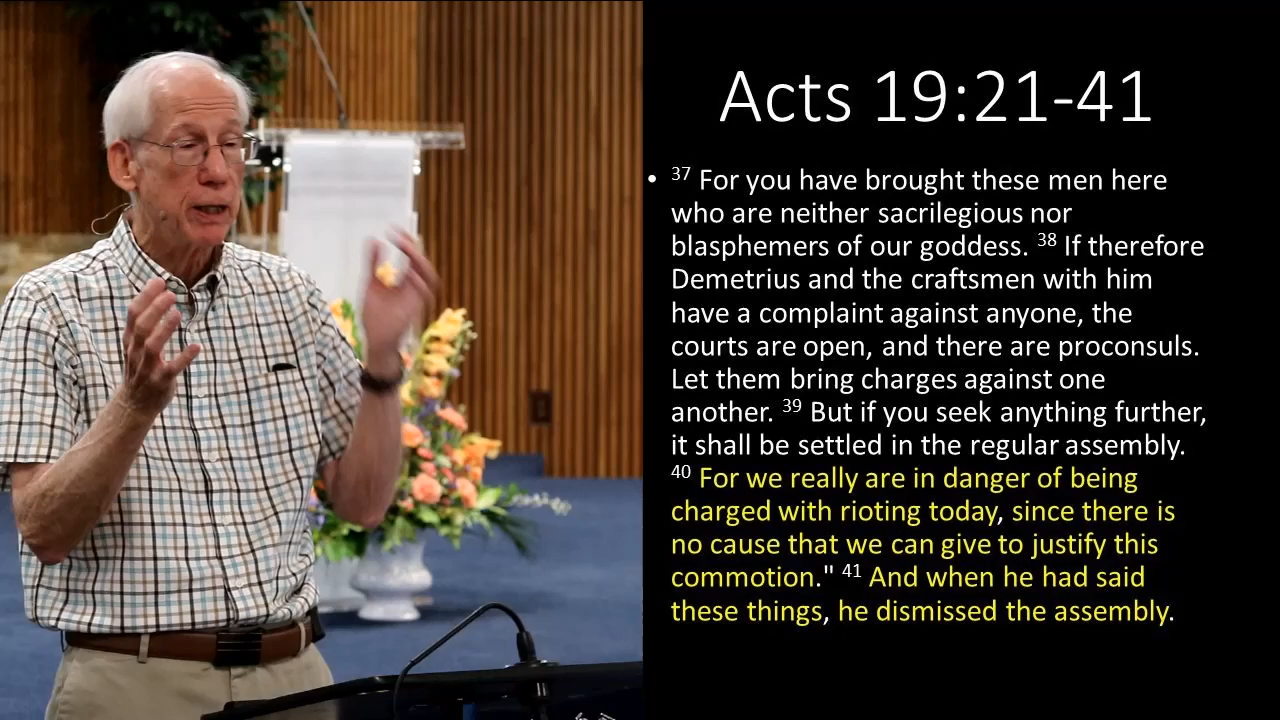 Acts 19:21-41
• 37 For you have brought these men here
who are neither sacrilegious nor
blasphemers of our goddess. 38 If therefore
Demetrius and the craftsmen with him
have a complaint against anyone, the
courts are open, and there are proconsuls.
Let them bring charges against one
another. 39 But if you seek anything further,
it shall be settled in the regular assembly.
40 For we really are in danger of being
charged with rioting today, since there is
no cause that we can give to justify this
commotion." 41 And when he had said
these things, he dismissed the assembly.